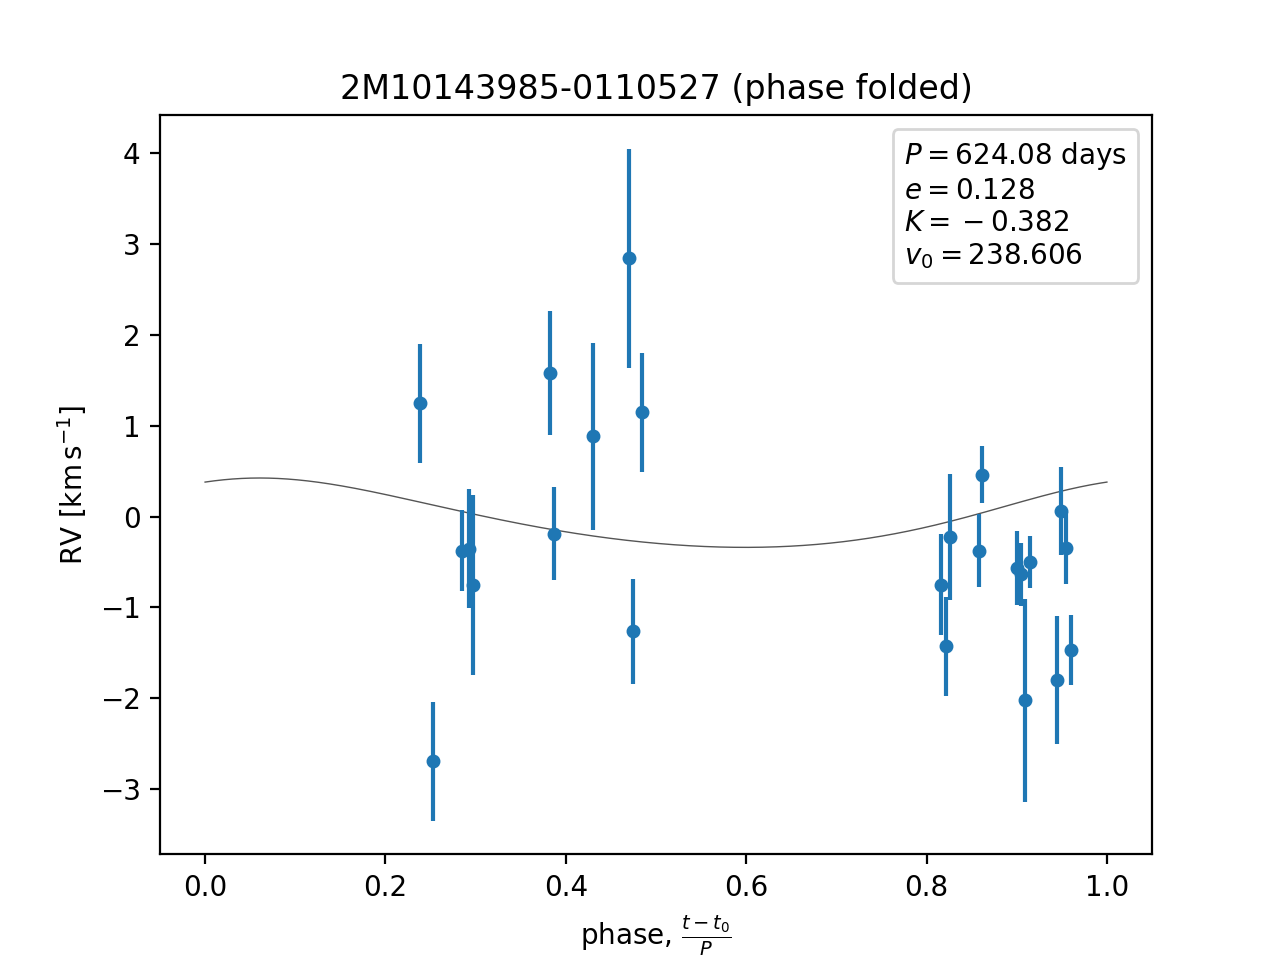 2M10143985-0110527 (phase folded)
P = 624.08 days
e = 0.128
K = −0.382
v₀ = 238.606
4
3
2
1
0
−1
−2
−3
RV [km s⁻¹]
0.0 0.2 0.4 0.6 0.8 1.0
phase, (t − t₀)/P